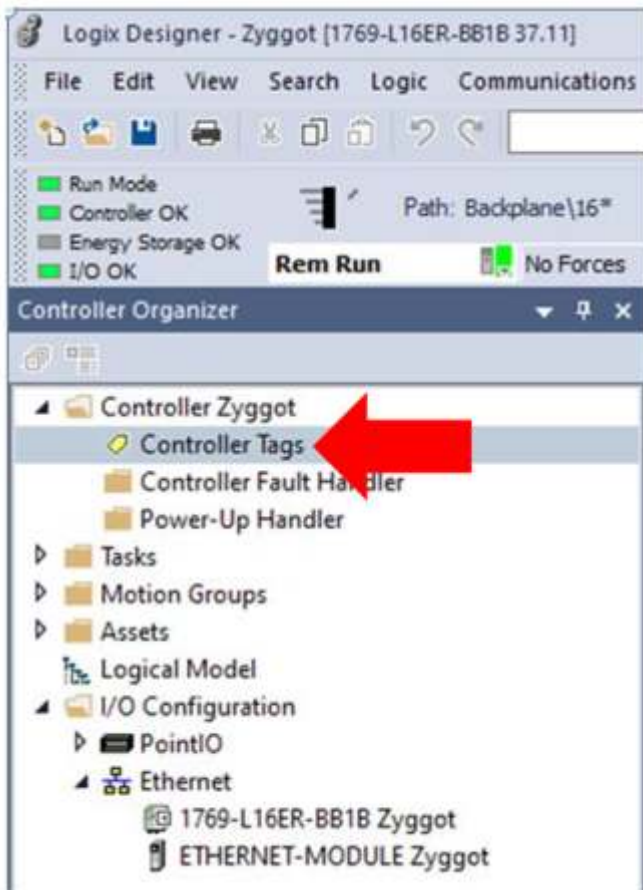 Logix Designer - Zyggot [1769-L16ER-BB1B 37.11]
File Edit View Search Logic Communications
Run Mode
Controller OK
Energy Storage OK
I/O OK
Path: Backplane\16*
Rem Run
No Forces
Controller Organizer
Controller Zyggot
Controller Tags
Controller Fault Handler
Power-Up Handler
Tasks
Motion Groups
Assets
Logical Model
I/O Configuration
PointIO
Ethernet
1769-L16ER-BB1B Zyggot
ETHERNET-MODULE Zyggot